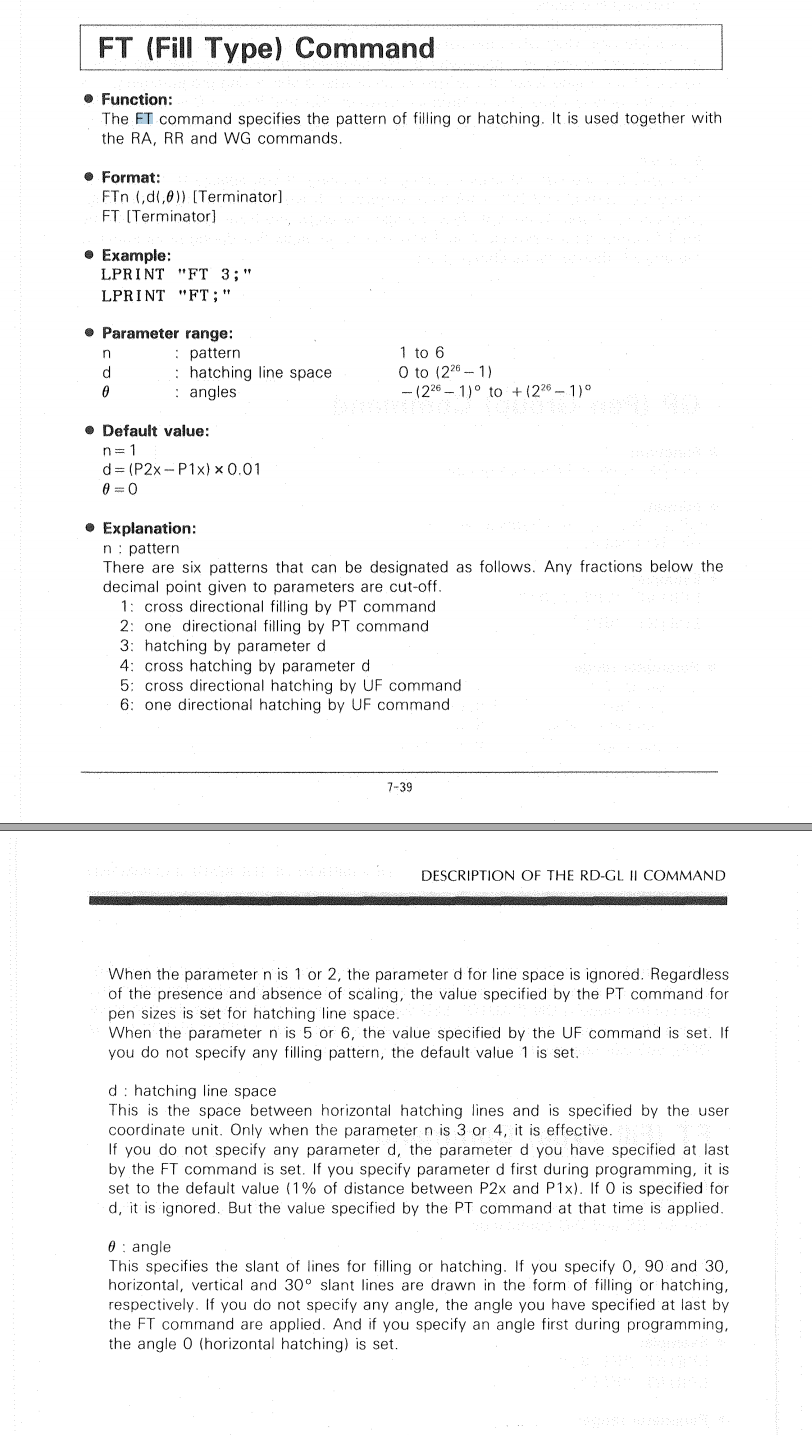 FT (Fill Type) Command
● Function:
The FT command specifies the pattern of filling or hatching. It is used together with
the RA, RR and WG commands.
● Format:
FTn (,d(,θ)) [Terminator]
FT [Terminator]
● Example:
LPRINT "FT 3;"
LPRINT "FT;"
● Parameter range:
n : pattern 1 to 6
d : hatching line space 0 to (2²⁶ – 1)
θ : angles – (2²⁶ – 1)° to + (2²⁶ – 1)°
● Default value:
n = 1
d = (P2x – P1x) × 0.01
θ = 0
● Explanation:
n : pattern
There are six patterns that can be designated as follows. Any fractions below the
decimal point given to parameters are cut-off.
1: cross directional filling by PT command
2: one directional filling by PT command
3: hatching by parameter d
4: cross hatching by parameter d
5: cross directional hatching by UF command
6: one directional hatching by UF command
7-39
DESCRIPTION OF THE RD-GL II COMMAND
When the parameter n is 1 or 2, the parameter d for line space is ignored. Regardless
of the presence and absence of scaling, the value specified by the PT command for
pen sizes is set for hatching line space.
When the parameter n is 5 or 6, the value specified by the UF command is set. If
you do not specify any filling pattern, the default value 1 is set.
d : hatching line space
This is the space between horizontal hatching lines and is specified by the user
coordinate unit. Only when the parameter n is 3 or 4, it is effective.
If you do not specify any parameter d, the parameter d you have specified at last
by the FT command is set. If you specify parameter d first during programming, it is
set to the default value (1% of distance between P2x and P1x). If 0 is specified for
d, it is ignored. But the value specified by the PT command at that time is applied.
θ : angle
This specifies the slant of lines for filling or hatching. If you specify 0, 90 and 30,
horizontal, vertical and 30° slant lines are drawn in the form of filling or hatching,
respectively. If you do not specify any angle, the angle you have specified at last by
the FT command are applied. And if you specify an angle first during programming,
the angle 0 (horizontal hatching) is set.